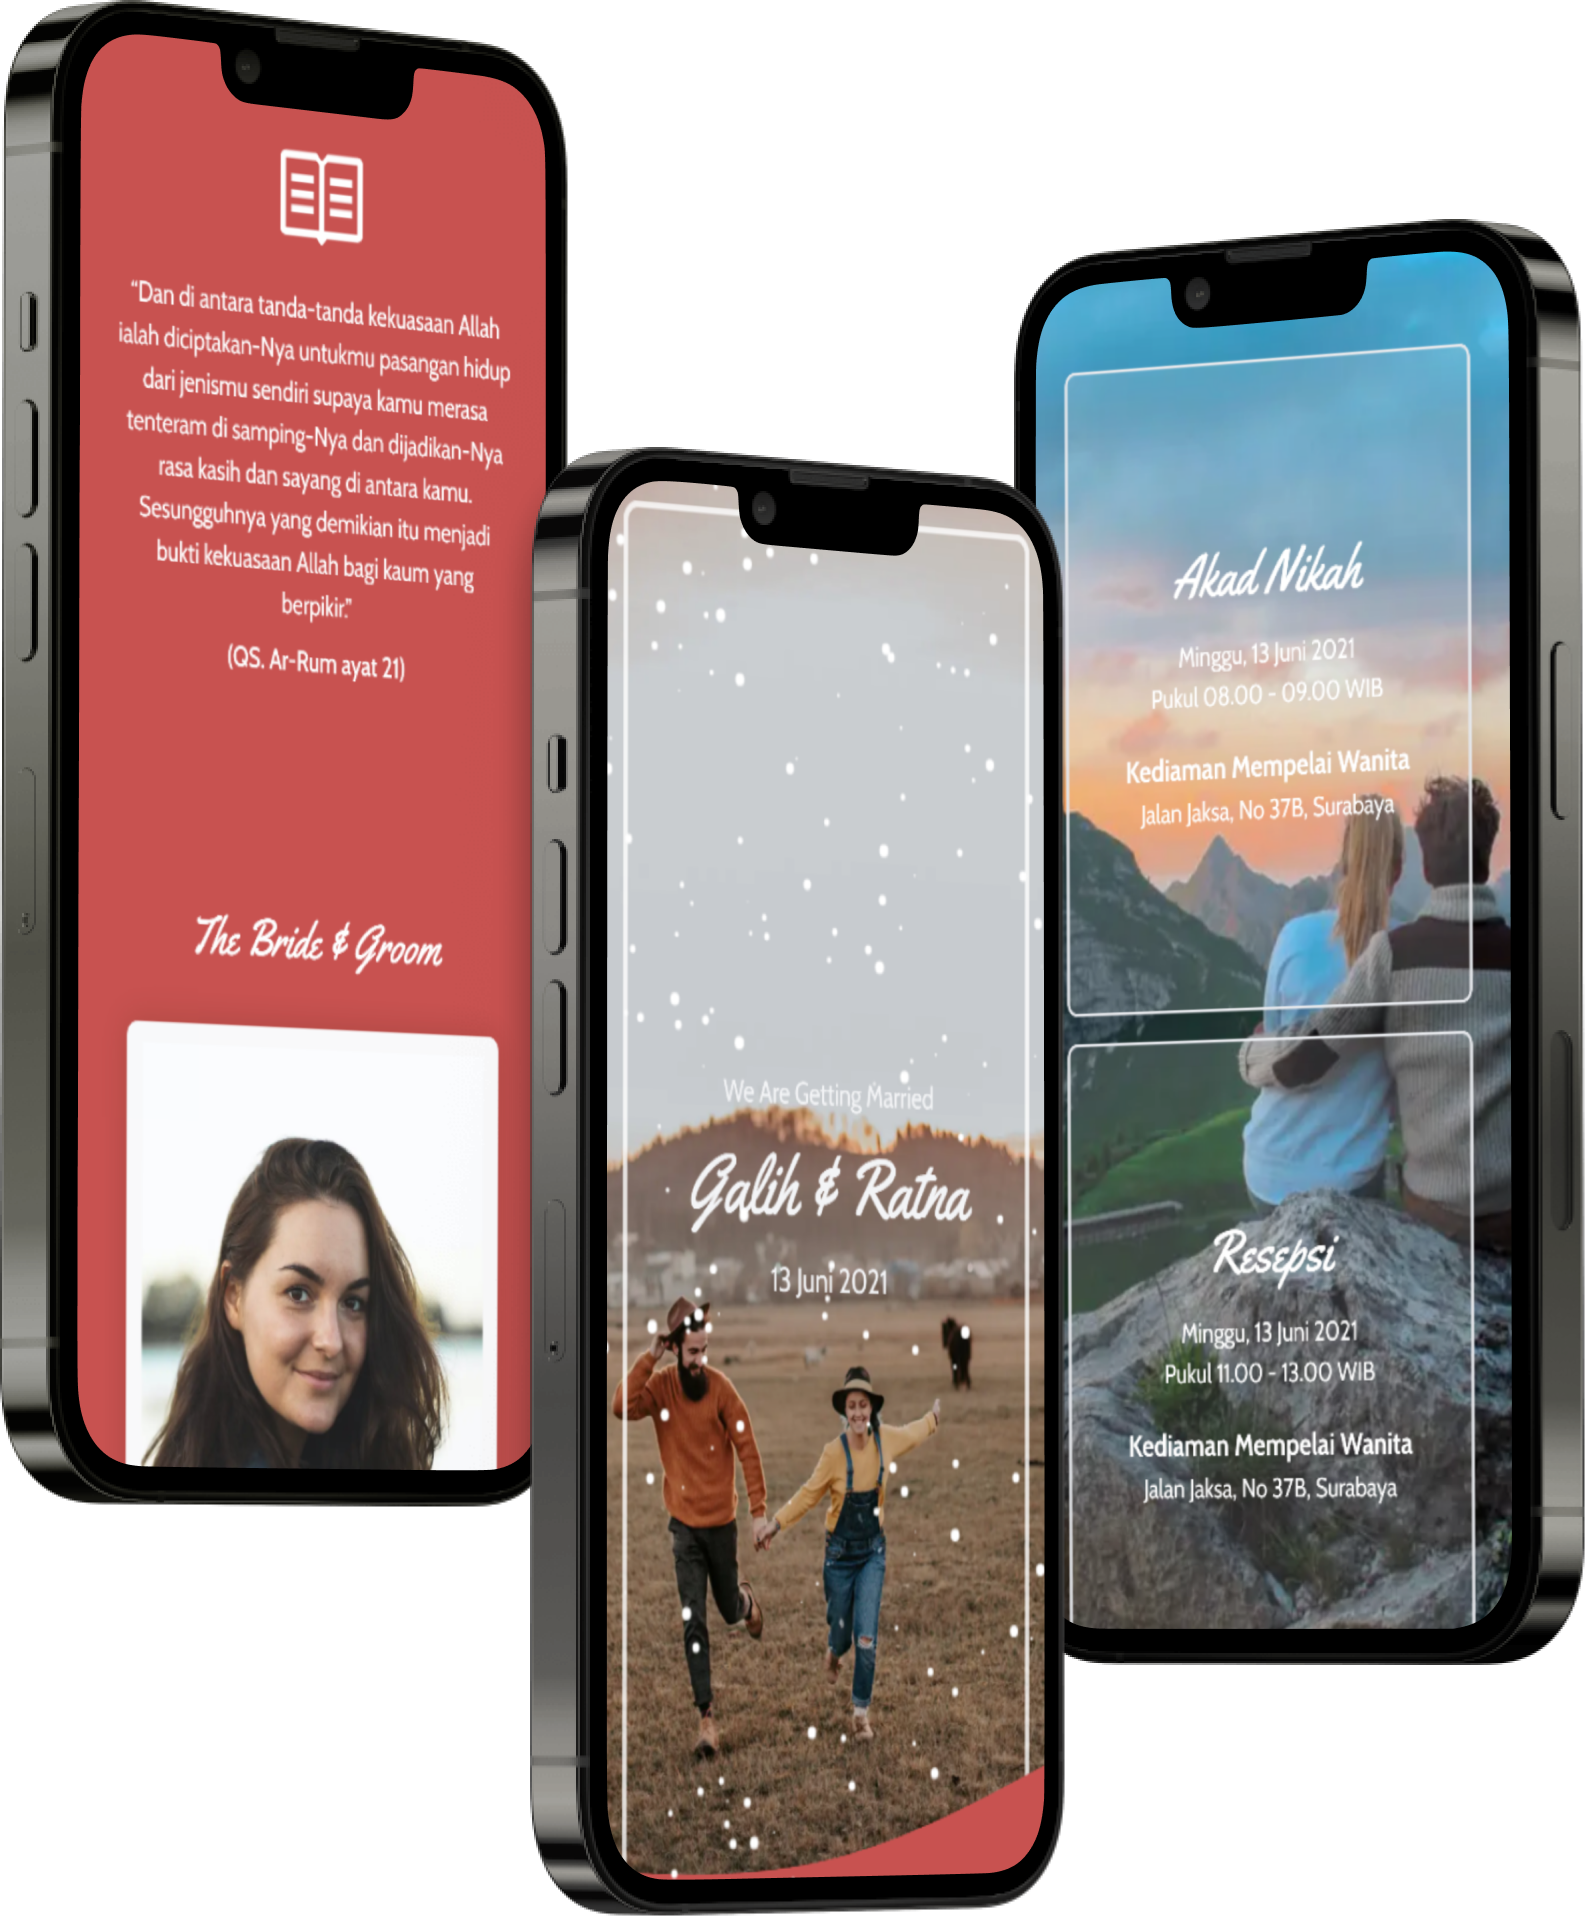 “Dan di antara tanda-tanda kekuasaan Allah
ialah diciptakan-Nya untukmu pasangan hidup
dari jenismu sendiri supaya kamu merasa
tenteram di samping-Nya dan dijadikan-Nya
rasa kasih dan sayang di antara kamu.
Sesungguhnya yang demikian itu menjadi
bukti kekuasaan Allah bagi kaum yang
berpikir.”
(QS. Ar-Rum ayat 21)
The Bride & Groom
We Are Getting Married
Galih & Ratna
13 Juni 2021
Akad Nikah
Minggu, 13 Juni 2021
Pukul 08.00 - 09.00 WIB
Kediaman Mempelai Wanita
Jalan Jaksa, No 37B, Surabaya
Resepsi
Minggu, 13 Juni 2021
Pukul 11.00 - 13.00 WIB
Kediaman Mempelai Wanita
Jalan Jaksa, No 37B, Surabaya